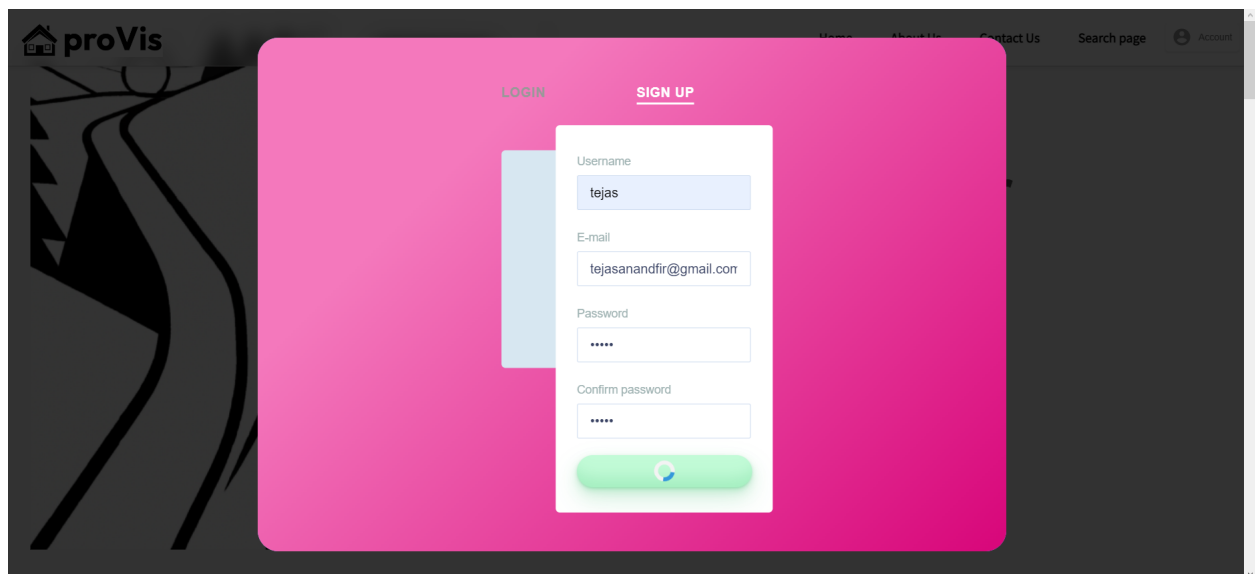 proVis
Home About Us Contact Us Search page Account
LOGIN SIGN UP
Username
tejas
E-mail
tejasanandfir@gmail.com
Password
•••••
Confirm password
•••••